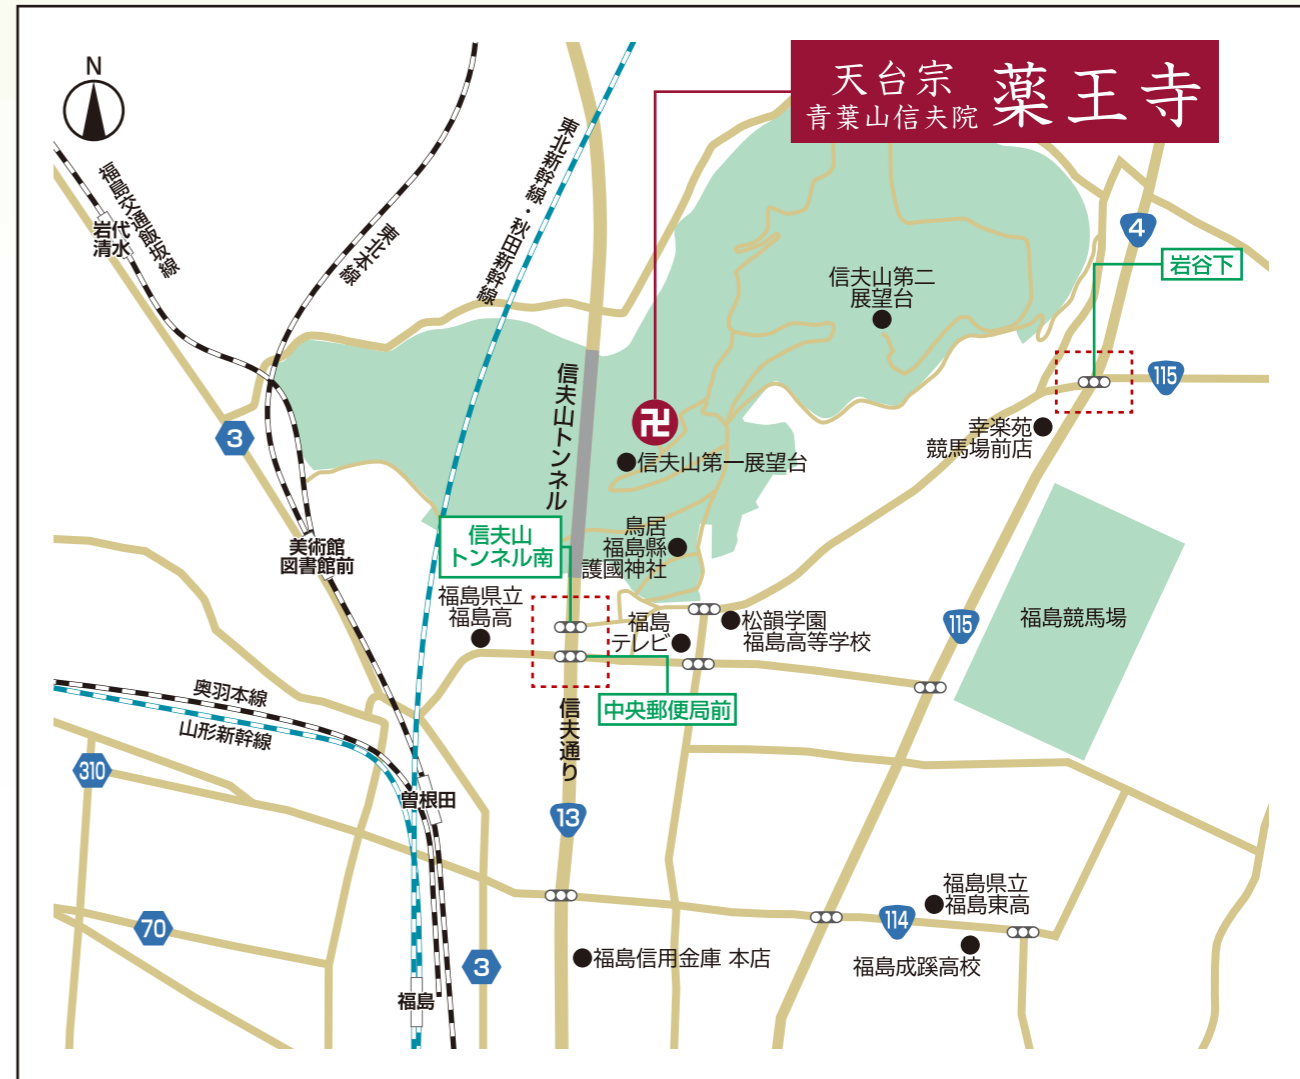 N
天台宗
青葉山信夫院
薬王寺
福島交通飯坂線
岩代
清水
東北本線
東北新幹線・秋田新幹線
4
岩谷下
信夫山第二
展望台
115
信夫山トンネル
卍
3
幸楽苑
競馬場前店
信夫山第一展望台
信夫山
トンネル南
鳥居
福島縣
護國神社
美術館
図書館前
福島県立
福島高
福島
テレビ
松韻学園
福島高等学校
115
福島競馬場
中央郵便局前
奥羽本線
山形新幹線
信夫通り
310
曽根田
13
福島県立
福島東高
114
70
福島信用金庫 本店
福島成蹊高校
3
福島